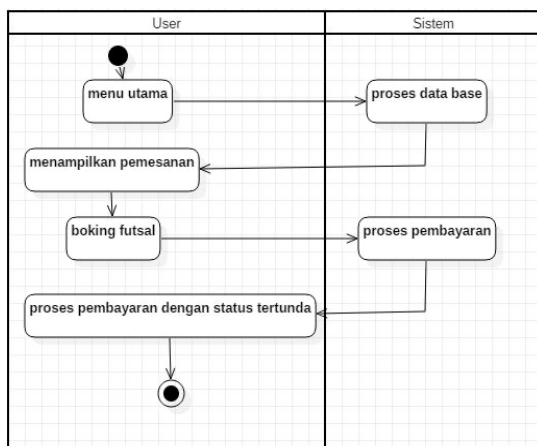 User
Sistem
menu utama
proses data base
menampilkan pemesanan
boking futsal
proses pembayaran
proses pembayaran dengan status tertunda